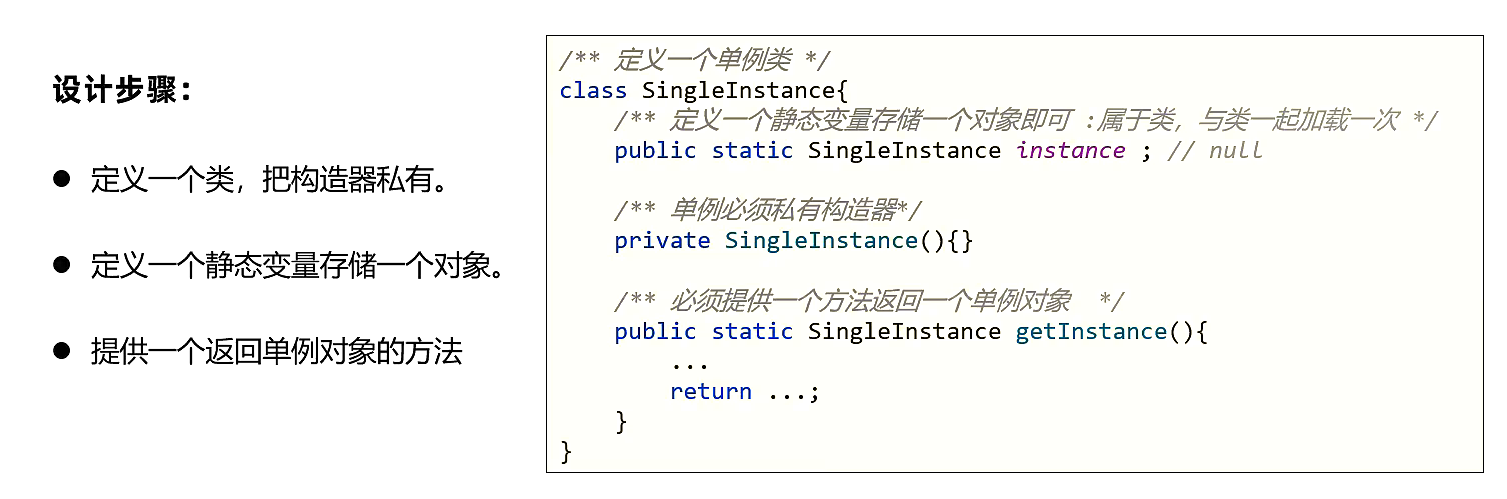 设计步骤：
● 定义一个类，把构造器私有。
● 定义一个静态变量存储一个对象。
● 提供一个返回单例对象的方法
/** 定义一个单例类 */
class SingleInstance{
    /** 定义一个静态变量存储一个对象即可 :属于类，与类一起加载一次 */
    public static SingleInstance instance ; // null
    /** 单例必须私有构造器*/
    private SingleInstance(){}
    /** 必须提供一个方法返回一个单例对象  */
    public static SingleInstance getInstance(){
        ...
        return ...;
    }
}